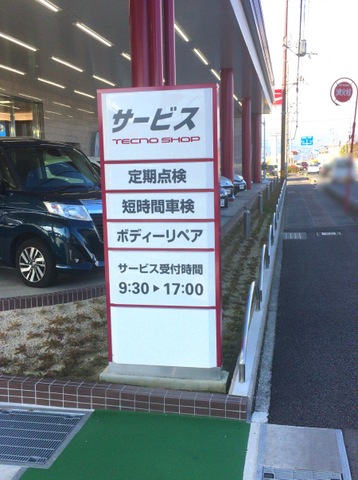 サービス
TECNO SHOP
定期点検
短時間車検
ボディーリペア
サービス受付時間
9:30 ▶ 17:00